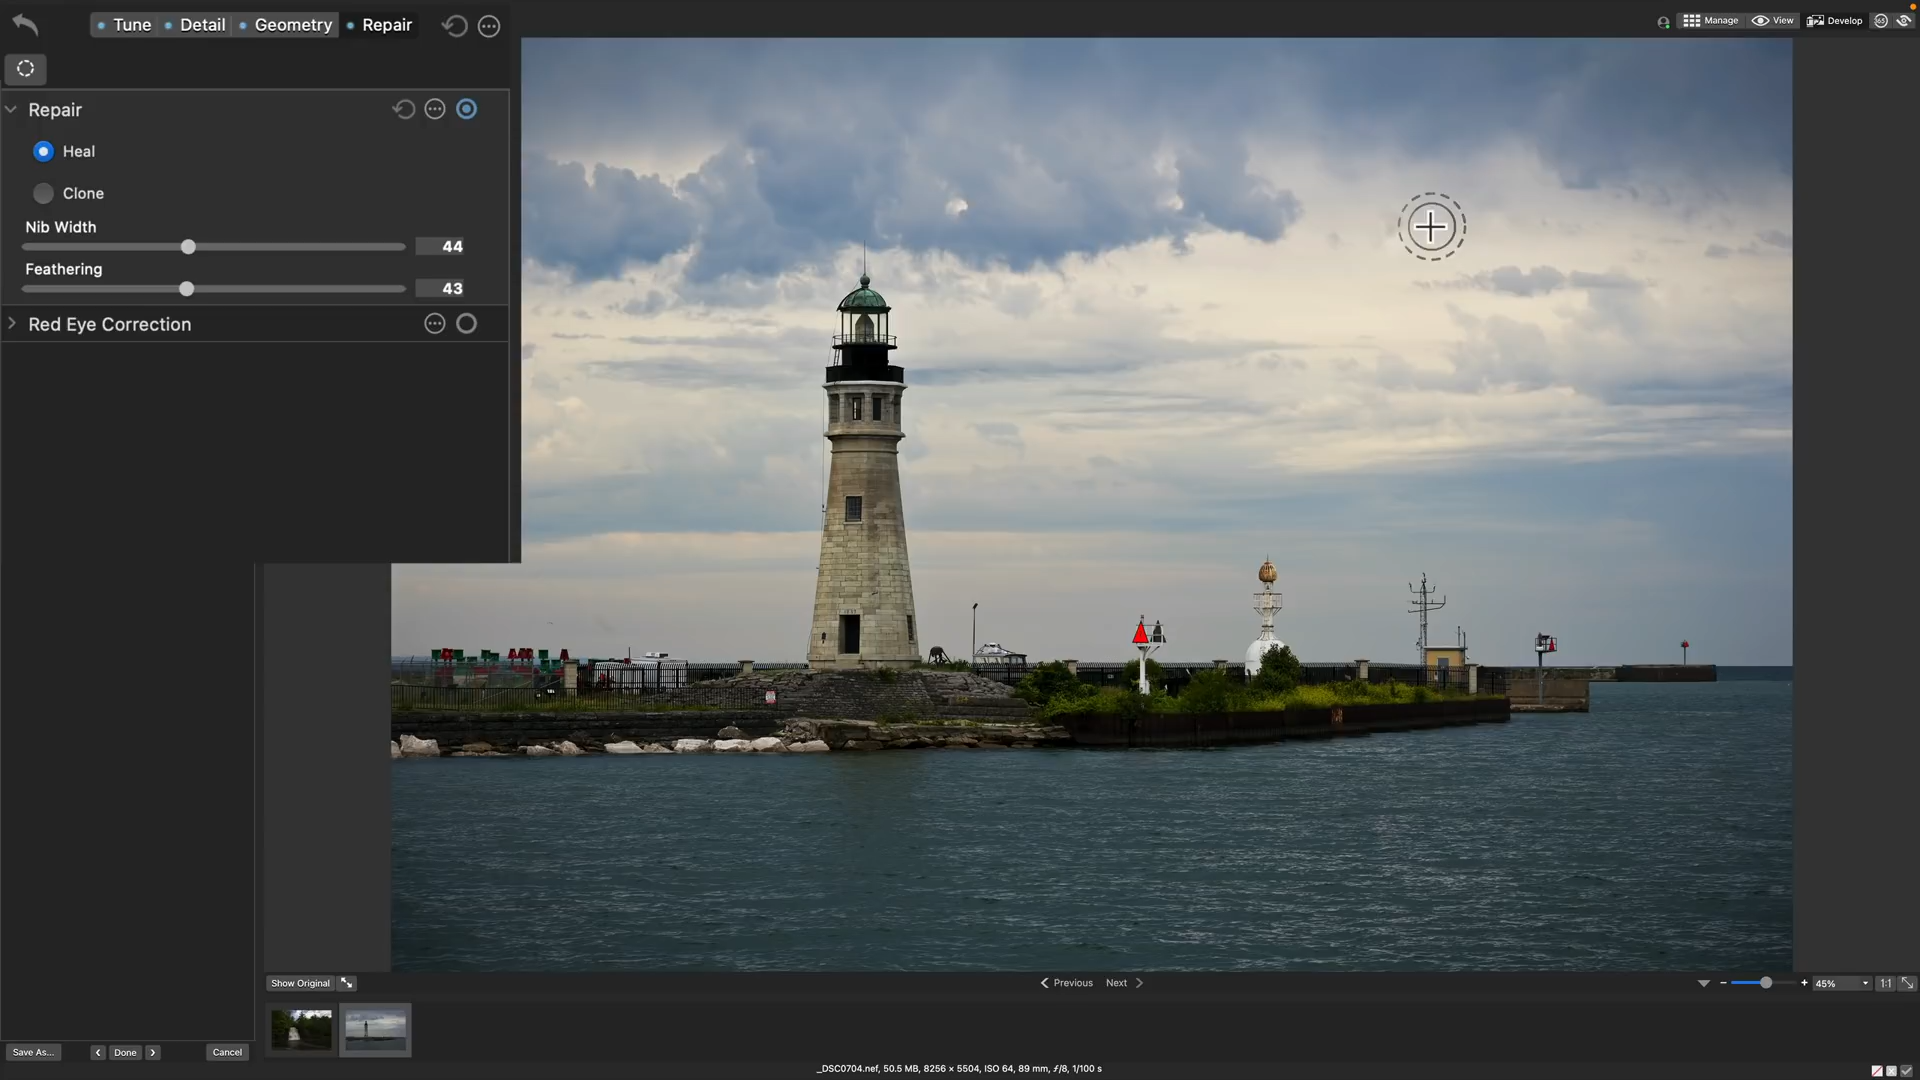 Tune Detail Geometry Repair
Manage View Develop 365
Repair
Heal
Clone
Nib Width
44
Feathering
43
Red Eye Correction
Show Original
Previous Next
45%
1:1
Save As...
Done
Cancel
_DSC0704.nef, 50.5 MB, 8256 × 5504, ISO 64, 89 mm, ƒ/8, 1/100 s